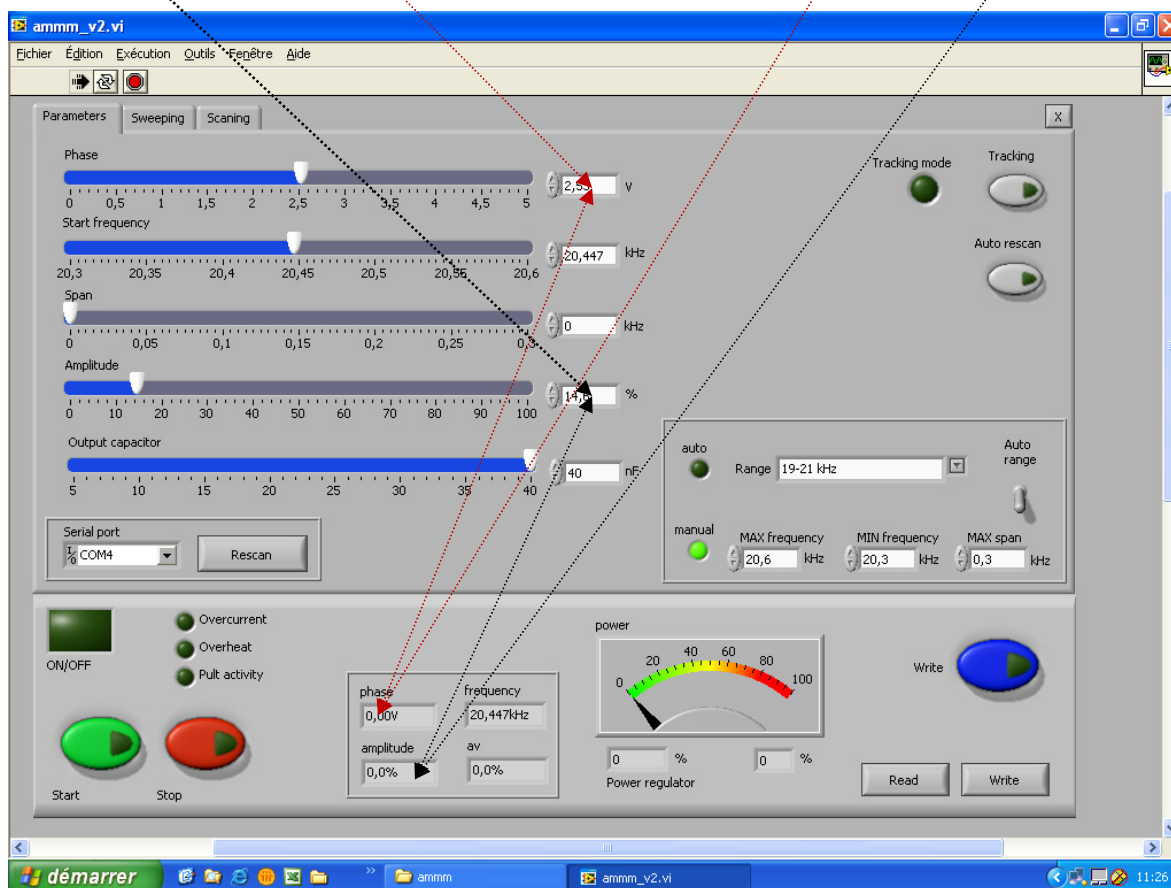 ammm_v2.vi
Fichier Édition Exécution Outils Fenêtre Aide
Parameters Sweeping Scaning X
Phase
0 0,5 1 1,5 2 2,5 3 3,5 4 4,5 5
V
Tracking mode Tracking
Start frequency
20,3 20,35 20,4 20,45 20,5 20,55 20,6
20,447 kHz
Auto rescan
Span
0 0,05 0,1 0,15 0,2 0,25 0,3
0 kHz
Amplitude
0 10 20 30 40 50 60 70 80 90 100
%
Output capacitor
5 10 15 20 25 30 35 40
40 nF
auto Range 19-21 kHz Auto
range
manual MAX frequency MIN frequency MAX span
20,6 kHz 20,3 kHz 0,3 kHz
Serial port
COM4 Rescan
ON/OFF
Overcurrent
Overheat
Pult activity
Start Stop
phase frequency
0,00V 20,447kHz
amplitude av
0,0% 0,0%
power
0 20 40 60 80 100
0 % 0 %
Power regulator
Write
Read Write
démarrer » ammm ammm_v2.vi 11:26